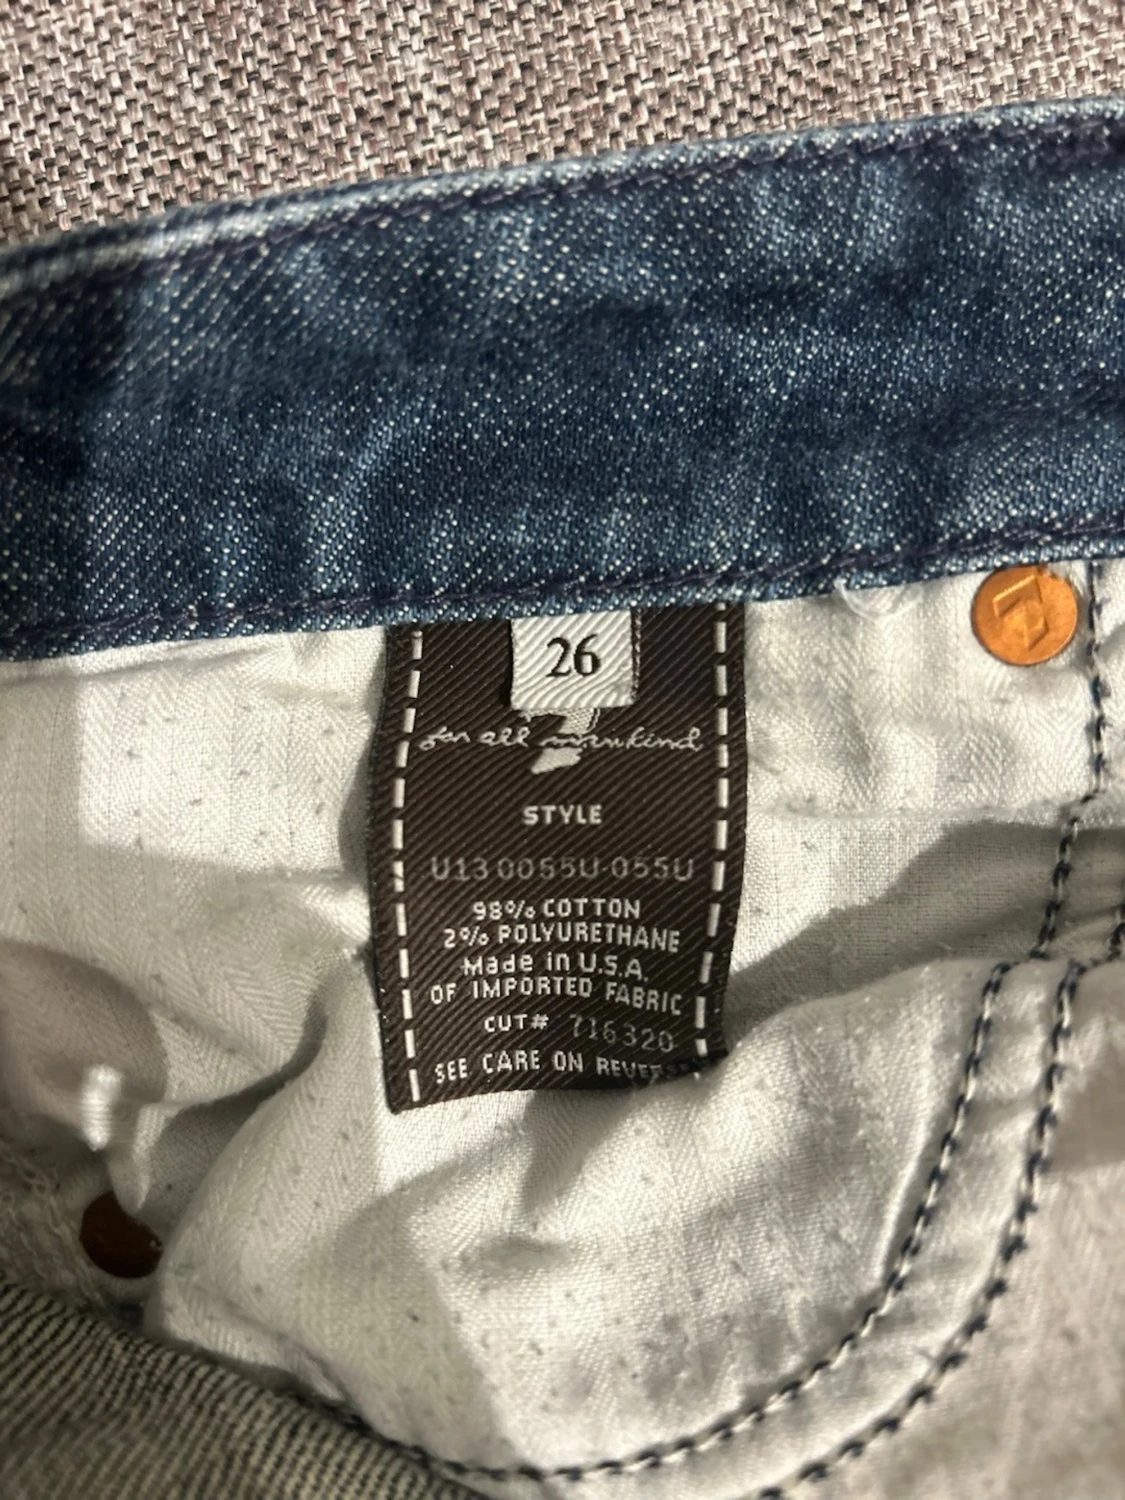 26
for all mankind
STYLE
U130055U-055U
98% COTTON
2% POLYURETHANE
Made in U.S.A.
OF IMPORTED FABRIC
CUT# 716320
SEE CARE ON REVERSE